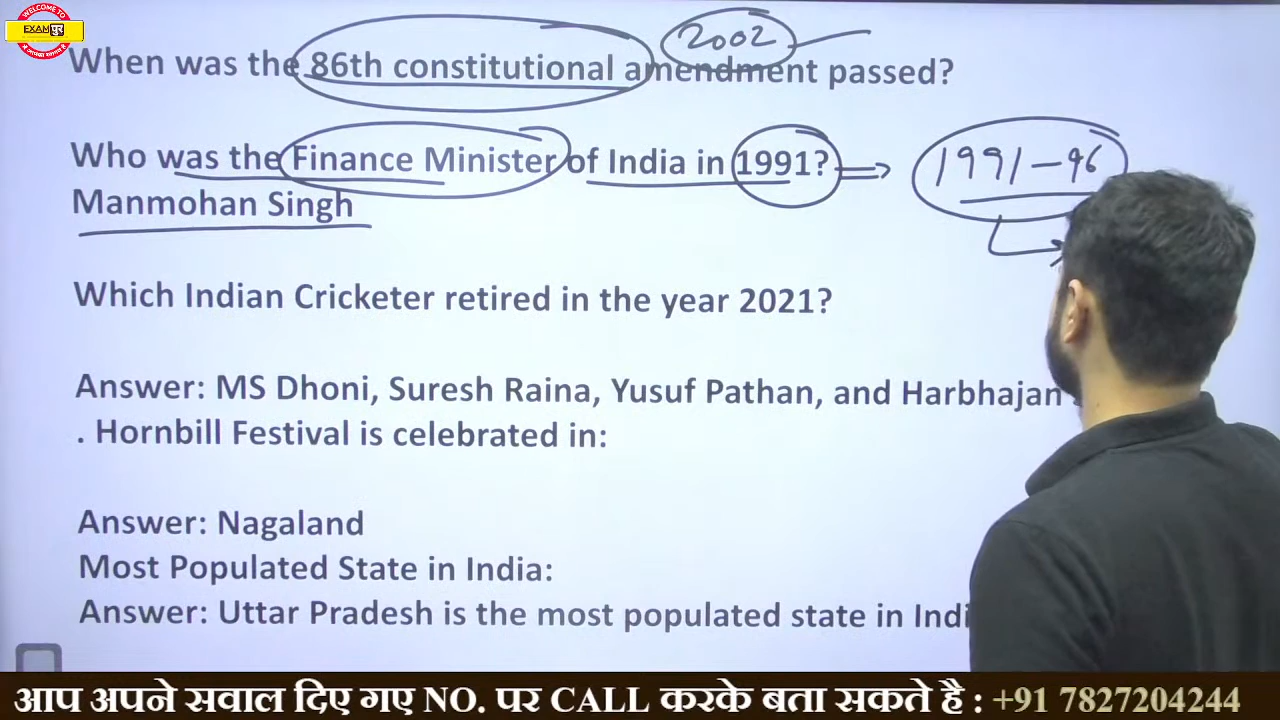 WELCOME TO
EXAM पुर
2002
When was the 86th constitutional amendment passed?
Who was the Finance Minister of India in 1991?
1991-96
Manmohan Singh
Which Indian Cricketer retired in the year 2021?
Answer: MS Dhoni, Suresh Raina, Yusuf Pathan, and Harbhajan
. Hornbill Festival is celebrated in:
Answer: Nagaland
Most Populated State in India:
Answer: Uttar Pradesh is the most populated state in Indi
आप अपने सवाल दिए गए NO. पर CALL करके बता सकते है : +91 7827204244